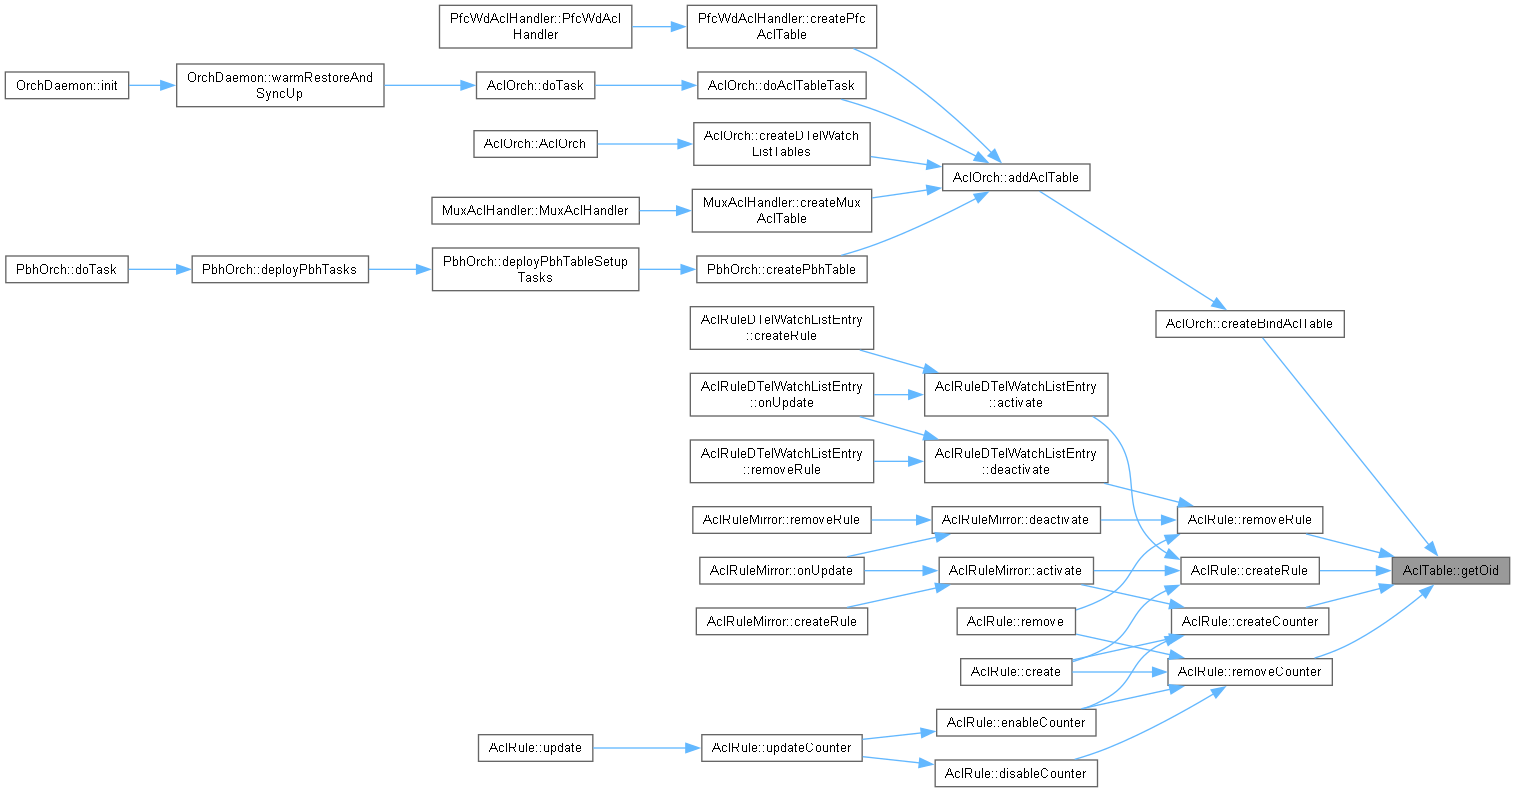 PfcWdAclHandler::PfcWdAcl
Handler
PfcWdAclHandler::createPfc
AclTable
OrchDaemon::init
OrchDaemon::warmRestoreAnd
SyncUp
AclOrch::doTask
AclOrch::doAclTableTask
AclOrch::AclOrch
AclOrch::createDTelWatch
ListTables
AclOrch::addAclTable
MuxAclHandler::MuxAclHandler
MuxAclHandler::createMux
AclTable
PbhOrch::doTask
PbhOrch::deployPbhTasks
PbhOrch::deployPbhTableSetup
Tasks
PbhOrch::createPbhTable
AclOrch::createBindAclTable
AclRuleDTelWatchListEntry
::createRule
AclRuleDTelWatchListEntry
::onUpdate
AclRuleDTelWatchListEntry
::activate
AclRuleDTelWatchListEntry
::removeRule
AclRuleDTelWatchListEntry
::deactivate
AclRuleMirror::removeRule
AclRuleMirror::deactivate
AclRule::removeRule
AclRuleMirror::onUpdate
AclRuleMirror::activate
AclRule::createRule
AclTable::getOid
AclRuleMirror::createRule
AclRule::remove
AclRule::createCounter
AclRule::create
AclRule::removeCounter
AclRule::enableCounter
AclRule::update
AclRule::updateCounter
AclRule::disableCounter